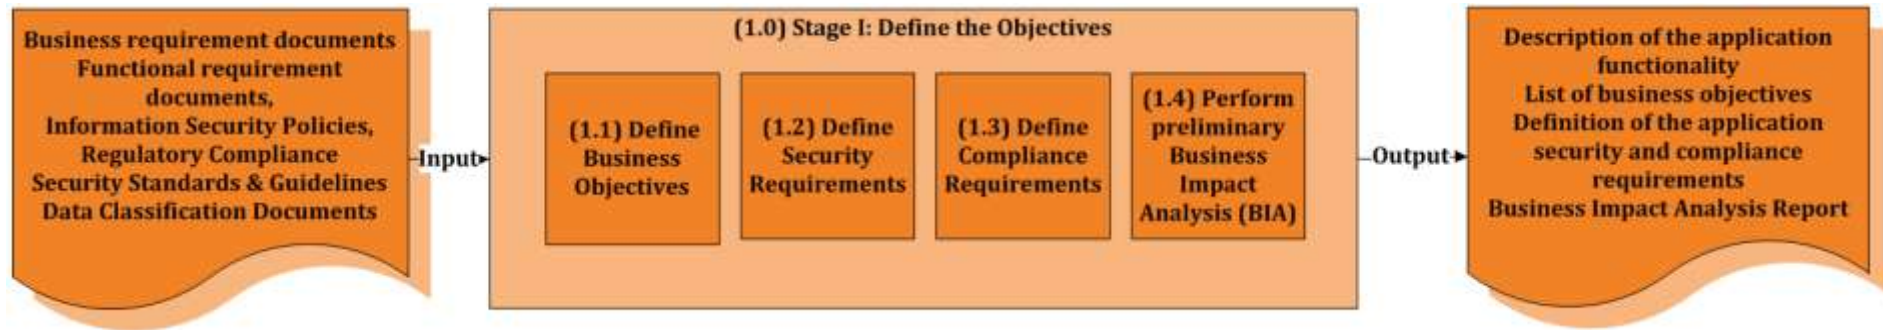 Business requirement documents
Functional requirement
documents,
Information Security Policies,
Regulatory Compliance
Security Standards & Guidelines
Data Classification Documents
Input
(1.0) Stage I: Define the Objectives
(1.1) Define
Business
Objectives
(1.2) Define
Security
Requirements
(1.3) Define
Compliance
Requirements
(1.4) Perform
preliminary
Business
Impact
Analysis (BIA)
Output
Description of the application
functionality
List of business objectives
Definition of the application
security and compliance
requirements
Business Impact Analysis Report